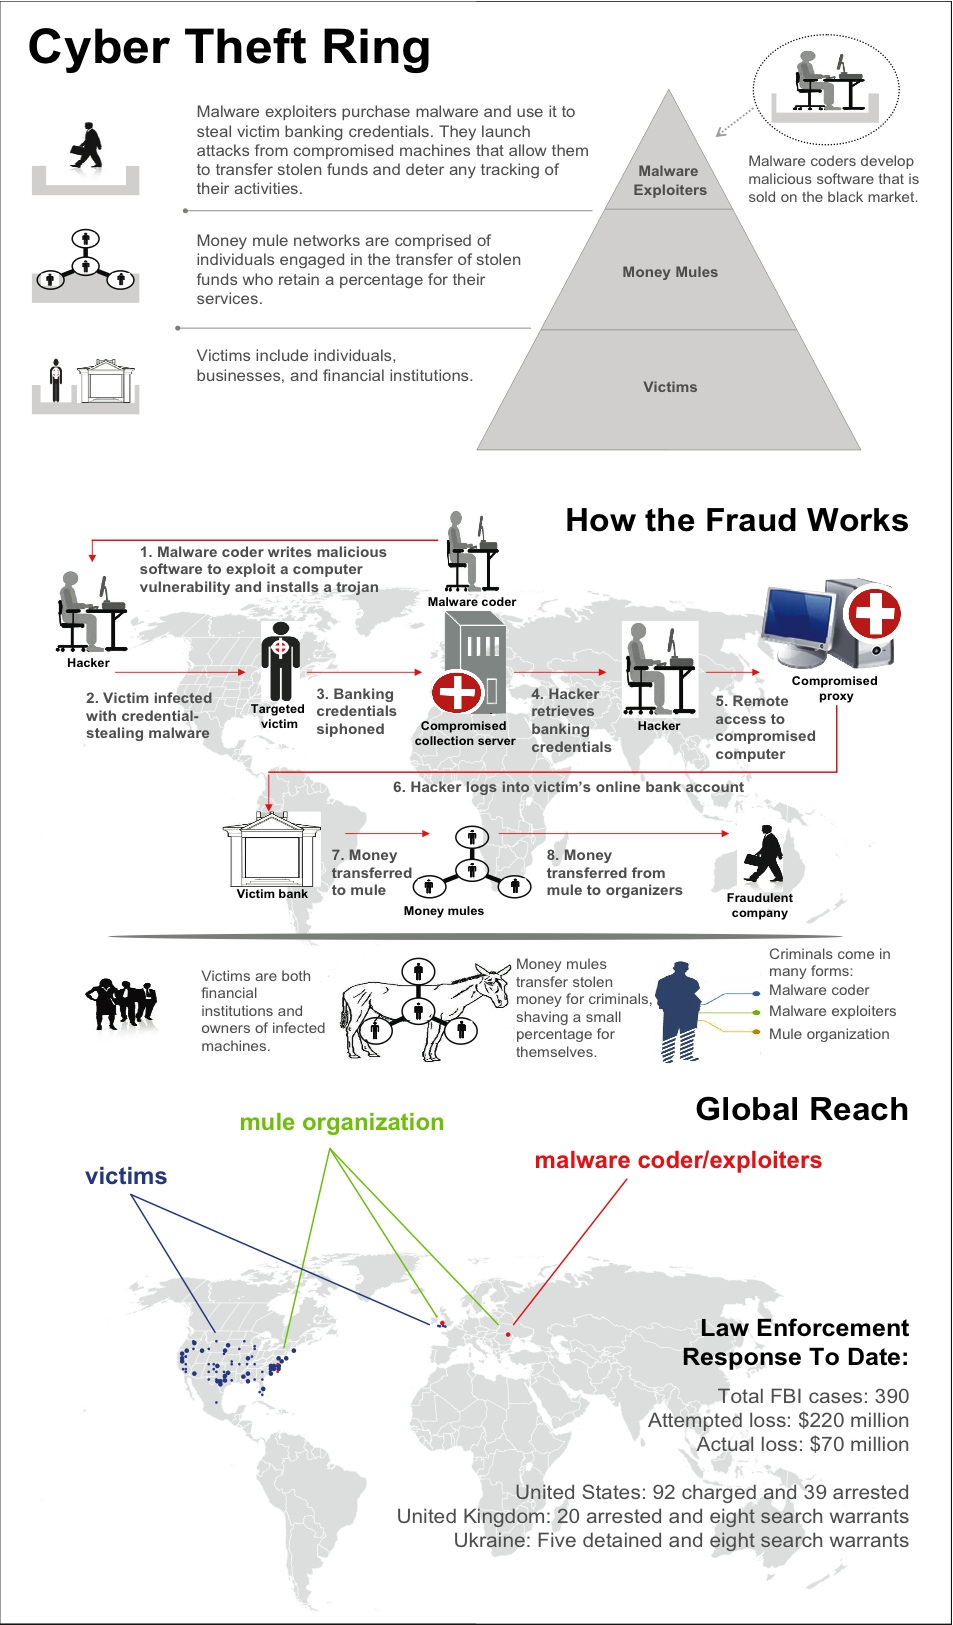 Cyber Theft Ring
Malware exploiters purchase malware and use it to
steal victim banking credentials. They launch
attacks from compromised machines that allow them
to transfer stolen funds and deter any tracking of
their activities.
Malware
Exploiters
Malware coders develop
malicious software that is
sold on the black market.
Money mule networks are comprised of
individuals engaged in the transfer of stolen
funds who retain a percentage for their
services.
Money Mules
Victims include individuals,
businesses, and financial institutions.
Victims
How the Fraud Works
1. Malware coder writes malicious
software to exploit a computer
vulnerability and installs a trojan
Malware coder
Hacker
2. Victim infected
with credential-
stealing malware
Targeted
victim
3. Banking
credentials
siphoned
Compromised
collection server
4. Hacker
retrieves
banking
credentials
Hacker
5. Remote
access to
compromised
computer
Compromised
proxy
6. Hacker logs into victim's online bank account
Victim bank
7. Money
transferred
to mule
Money mules
8. Money
transferred from
mule to organizers
Fraudulent
company
Victims are both
financial
institutions and
owners of infected
machines.
Money mules
transfer stolen
money for criminals,
shaving a small
percentage for
themselves.
Criminals come in
many forms:
Malware coder
Malware exploiters
Mule organization
Global Reach
mule organization
victims
malware coder/exploiters
Law Enforcement
Response To Date:
Total FBI cases: 390
Attempted loss: $220 million
Actual loss: $70 million
United States: 92 charged and 39 arrested
United Kingdom: 20 arrested and eight search warrants
Ukraine: Five detained and eight search warrants